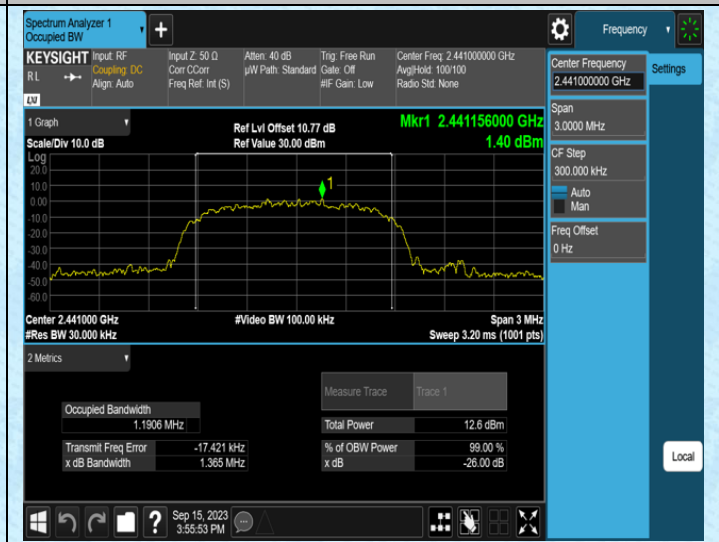 Spectrum Analyzer 1
Occupied BW
+
Frequency
KEYSIGHT
RL
LXI
Input: RF
Coupling: DC
Align: Auto
Input Z: 50 Ω
Corr CCorr
Freq Ref: Int (S)
Atten: 40 dB
µW Path: Standard
Trig: Free Run
Gate: Off
#IF Gain: Low
Center Freq: 2.441000000 GHz
Avg|Hold: 100/100
Radio Std: None
Center Frequency
2.441000000 GHz
Settings
Span
3.0000 MHz
CF Step
300.000 kHz
Auto
Man
Freq Offset
0 Hz
1 Graph
Scale/Div 10.0 dB
Ref Lvl Offset 10.77 dB
Ref Value 30.00 dBm
Mkr1 2.441156000 GHz
1.40 dBm
Log
20.0
10.0
0.00
-10.0
-20.0
-30.0
-40.0
-50.0
-60.0
1
Center 2.441000 GHz
#Res BW 30.000 kHz
#Video BW 100.00 kHz
Span 3 MHz
Sweep 3.20 ms (1001 pts)
2 Metrics
Measure Trace
Trace 1
Occupied Bandwidth
1.1906 MHz
Total Power
12.6 dBm
Transmit Freq Error
-17.421 kHz
% of OBW Power
99.00 %
x dB Bandwidth
1.365 MHz
x dB
-26.00 dB
Local
?
Sep 15, 2023
3:55:53 PM